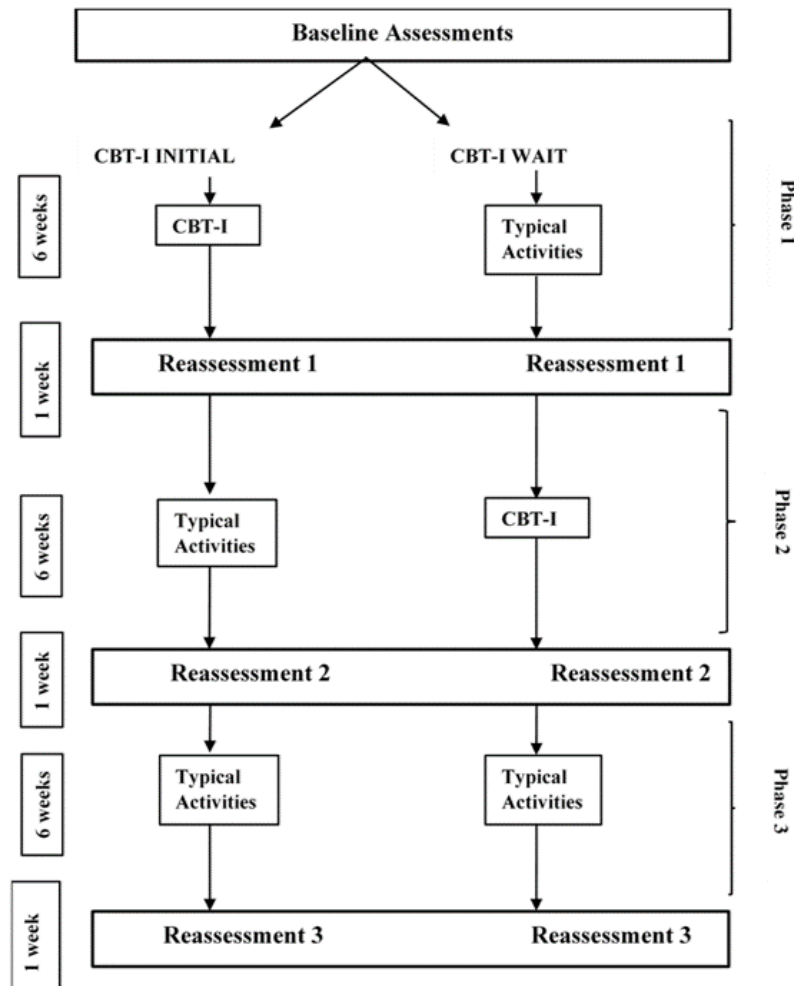 Baseline Assessments
CBT-I INITIAL
CBT-I WAIT
Phase 1
6 weeks
CBT-I
Typical
Activities
1 week
Reassessment 1
Reassessment 1
Phase 2
6 weeks
Typical
Activities
CBT-I
1 week
Reassessment 2
Reassessment 2
Phase 3
6 weeks
Typical
Activities
Typical
Activities
1 week
Reassessment 3
Reassessment 3